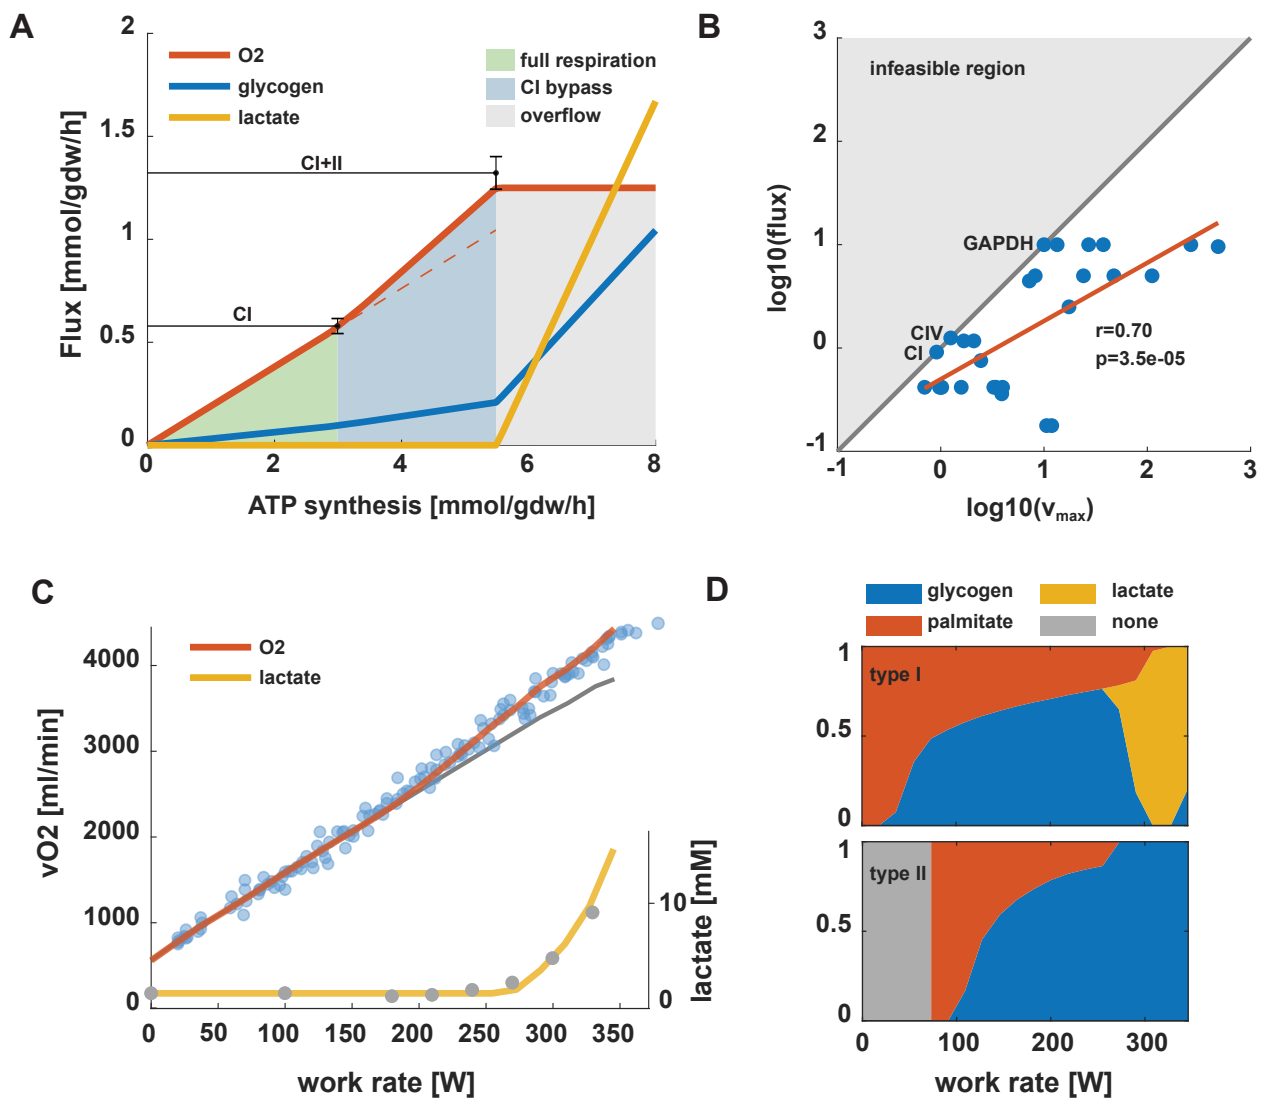 A
2
1.5
1
0.5
0
Flux [mmol/gdw/h]
O2
glycogen
lactate
full respiration
CI bypass
overflow
CI+II
CI
0
2
4
6
8
ATP synthesis [mmol/gdw/h]
B
3
2
1
0
-1
log10(flux)
infeasible region
GAPDH
CIV
CI
r=0.70
p=3.5e-05
-1
0
1
2
3
log10(vmax)
C
O2
lactate
4000
3000
2000
1000
0
vO2 [ml/min]
10
0
lactate [mM]
0
50
100
150
200
250
300
350
work rate [W]
D
glycogen
lactate
palmitate
none
1
type I
0.5
0
1
type II
0.5
0
0
100
200
300
work rate [W]